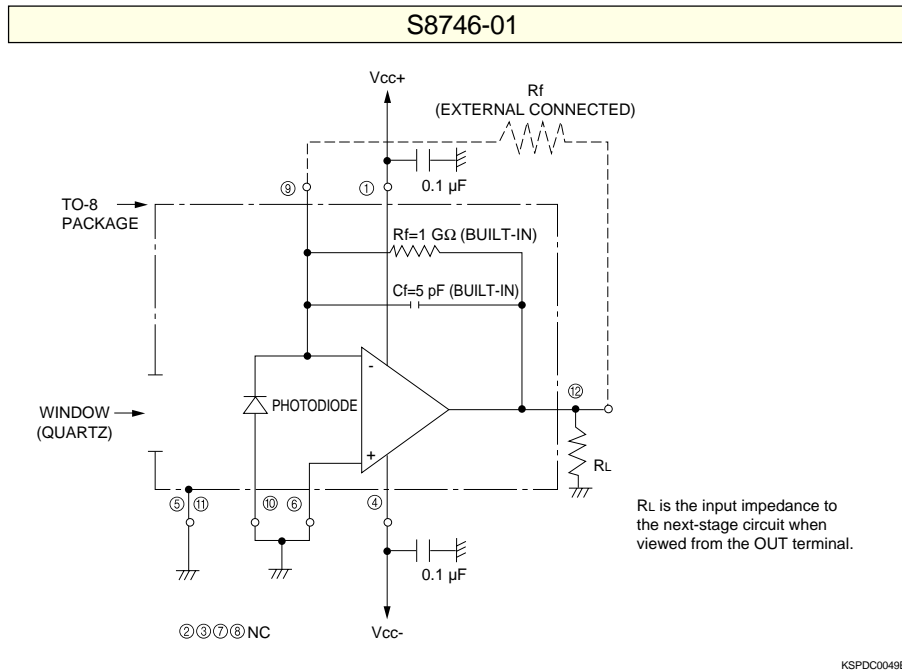 S8746-01
Vcc+
Rf
(EXTERNAL CONNECTED)
0.1 µF
⑨
①
TO-8
PACKAGE
Rf=1 GΩ (BUILT-IN)
Cf=5 pF (BUILT-IN)
-
PHOTODIODE
⑫
WINDOW
(QUARTZ)
+
RL
⑤ ⑪
⑩ ⑥
④
RL is the input impedance to
the next-stage circuit when
viewed from the OUT terminal.
0.1 µF
②③⑦⑧NC
Vcc-